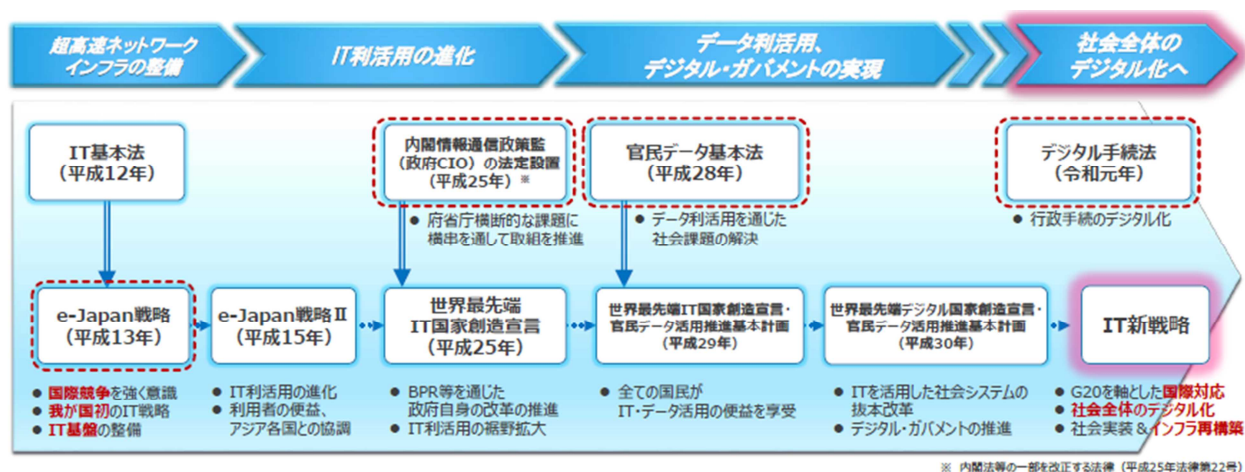 超高速ネットワーク
インフラの整備
IT利活用の進化
データ利活用、
デジタル・ガバメントの実現
社会全体の
デジタル化へ
IT基本法
（平成12年）
内閣情報通信政策監
（政府CIO）の法定設置
（平成25年）※
● 府省庁横断的な課題に
横串を通して取組を推進
官民データ基本法
（平成28年）
● データ利活用を通じた
社会課題の解決
デジタル手続法
（令和元年）
● 行政手続のデジタル化
e-Japan戦略
（平成13年）
● 国際競争を強く意識
● 我が国初のIT戦略
● IT基盤の整備
e-Japan戦略Ⅱ
（平成15年）
● IT利活用の進化
● 利用者の便益、
アジア各国との協調
世界最先端
IT国家創造宣言
（平成25年）
● BPR等を通じた
政府自身の改革の推進
● IT利活用の裾野拡大
世界最先端IT国家創造宣言・
官民データ活用推進基本計画
（平成29年）
● 全ての国民が
IT・データ活用の便益を享受
世界最先端デジタル国家創造宣言・
官民データ活用推進基本計画
（平成30年）
● ITを活用した社会システムの
抜本改革
● デジタル・ガバメントの推進
IT新戦略
● G20を軸とした国際対応
● 社会全体のデジタル化
● 社会実装＆インフラ再構築
※ 内閣法等の一部を改正する法律（平成25年法律第22号）